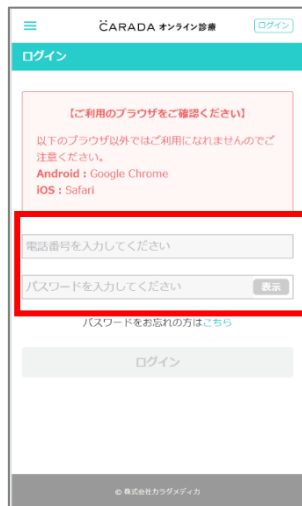 CARADA オンライン診療
ログイン
ログイン
【ご利用のブラウザをご確認ください】
以下のブラウザ以外ではご利用になれませんのでご
注意ください。
Android：Google Chrome
iOS：Safari
電話番号を入力してください
パスワードを入力してください
表示
パスワードをお忘れの方はこちら
ログイン
© 株式会社カラダメディカ